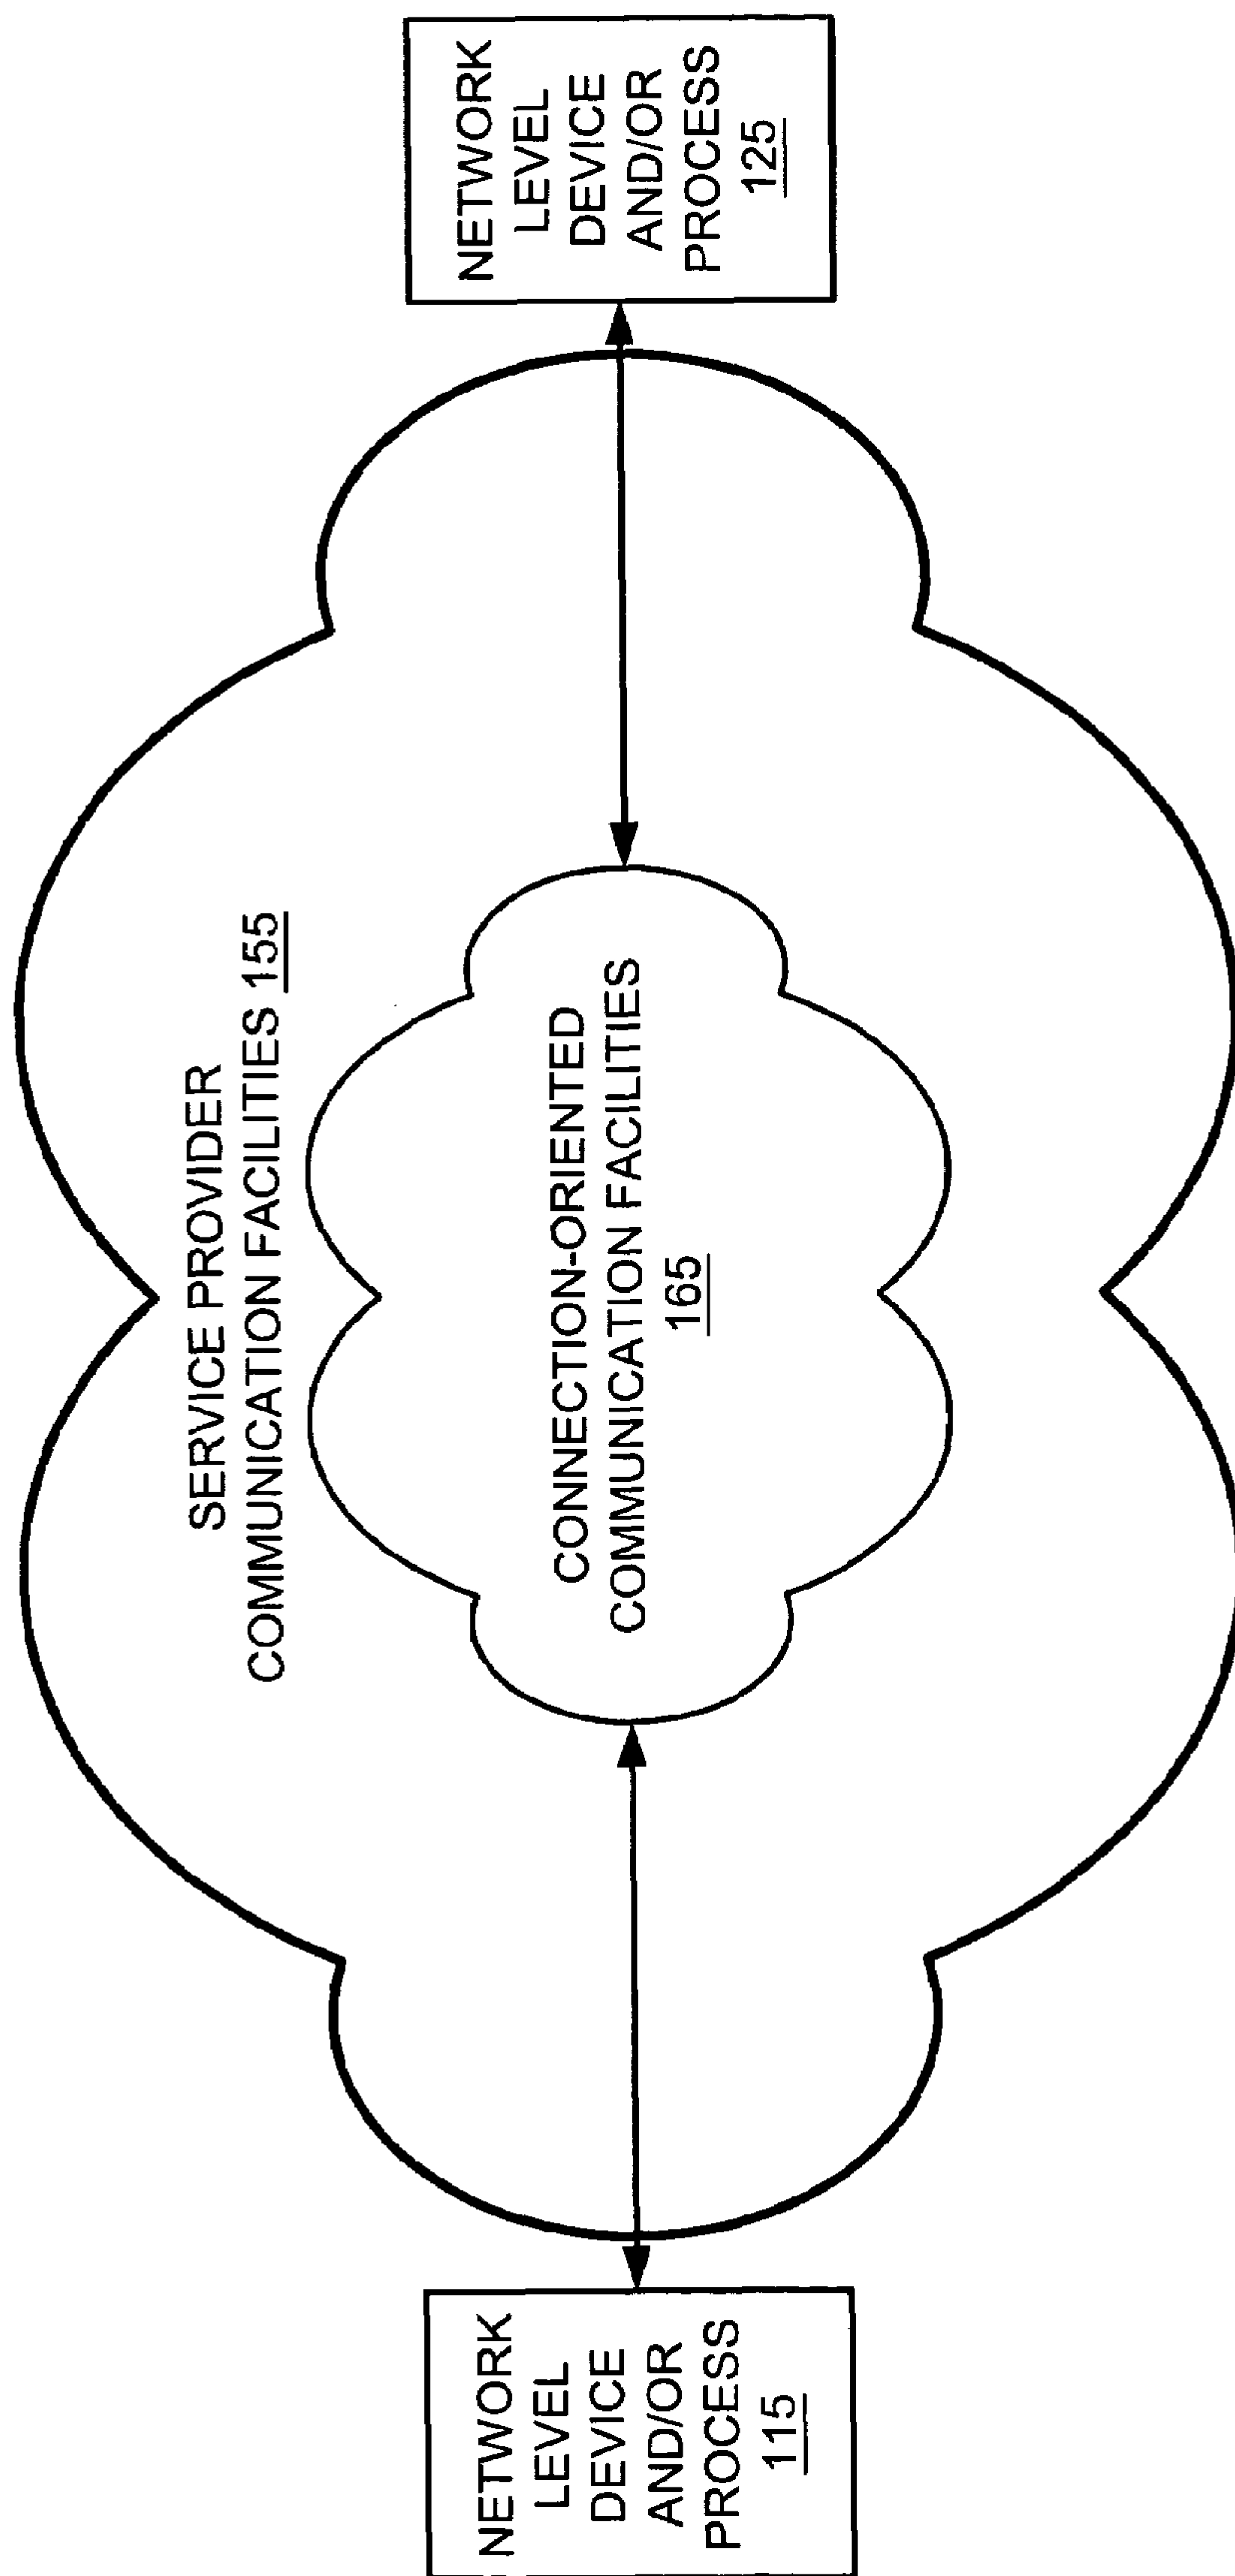 SERVICE PROVIDER
COMMUNICATION FACILITIES 155
NETWORK
LEVEL
DEVICE
AND/OR
PROCESS
115
CONNECTION-ORIENTED
COMMUNICATION FACILITIES
165
NETWORK
LEVEL
DEVICE
AND/OR
PROCESS
125